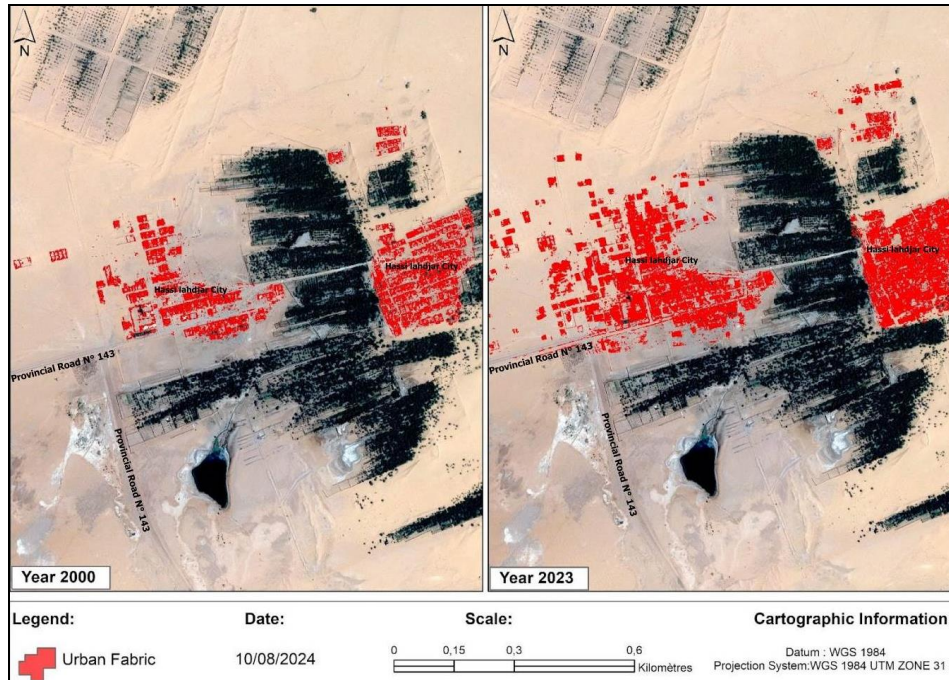 N
Hassi lahdjar City
Hassi lahdjar City
Provincial Road N° 143
Provincial Road N° 143
Year 2000
N
Hassi lahdjar City
Hassi lahdjar City
Provincial Road N° 143
Provincial Road N° 143
Year 2023
Legend:
Urban Fabric
Date:
10/08/2024
Scale:
0 0,15 0,3 0,6
Kilomètres
Cartographic Information
Datum : WGS 1984
Projection System:WGS 1984 UTM ZONE 31